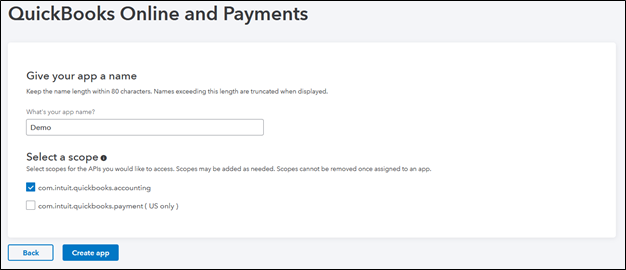 QuickBooks Online and Payments
Give your app a name
Keep the name length within 80 characters. Names exceeding this length are truncated when displayed.
What's your app name?
Demo
Select a scope
Select scopes for the APIs you would like to access. Scopes may be added as needed. Scopes cannot be removed once assigned to an app.
com.intuit.quickbooks.accounting
com.intuit.quickbooks.payment ( US only )
Back Create app